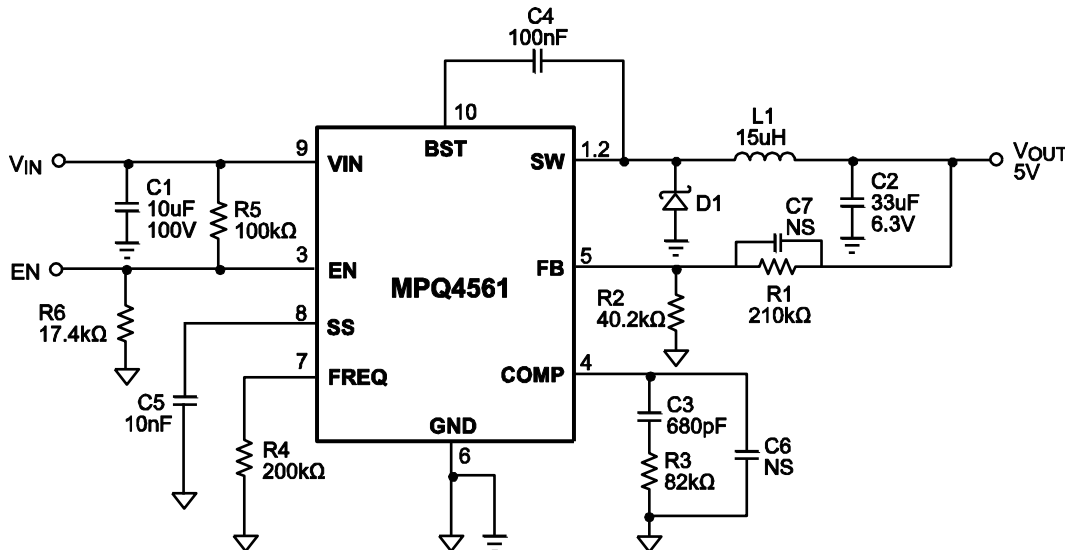 C4
100nF
10
L1
15uH
9
VIN
BST
SW
1.2
VIN
VOUT
5V
C1
10uF
100V
R5
100kΩ
D1
C2
33uF
6.3V
C7
NS
EN
3
EN
MPQ4561
FB
5
R1
210kΩ
R6
17.4kΩ
8
SS
R2
40.2kΩ
7
FREQ
COMP
4
C5
10nF
GND
6
C3
680pF
R4
200kΩ
R3
82kΩ
C6
NS